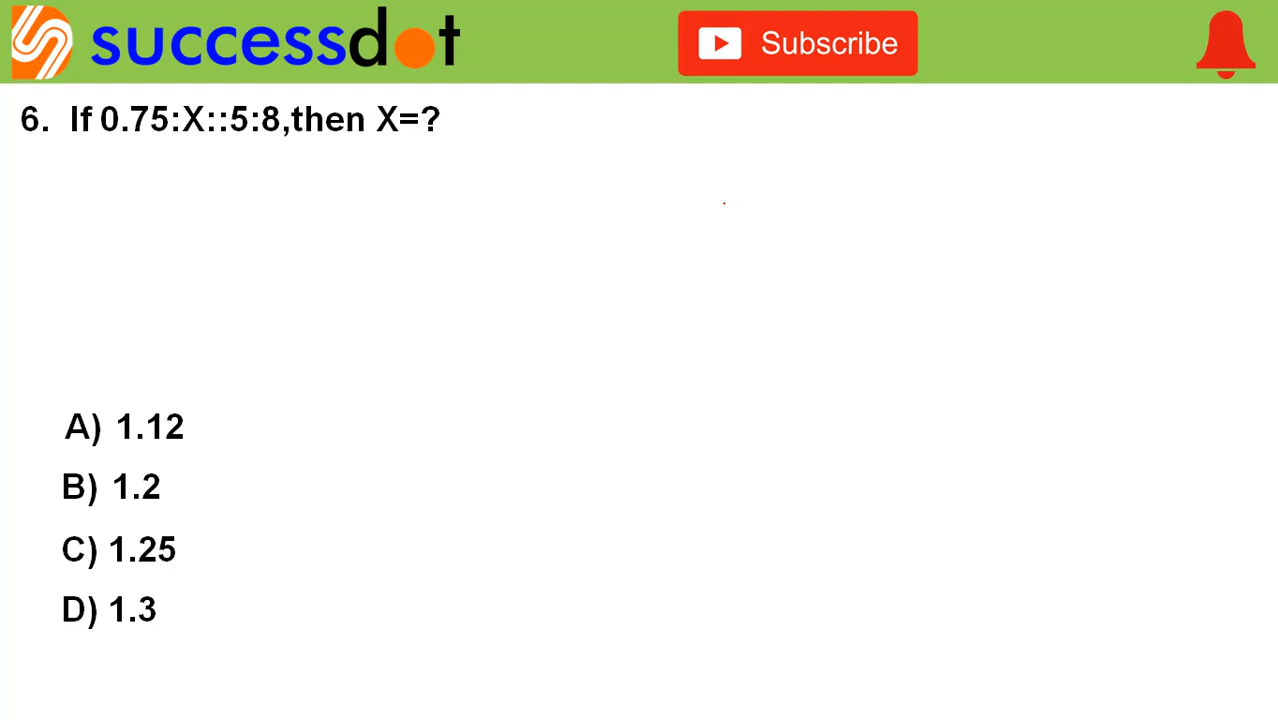 successdot
Subscribe
6. If 0.75:X::5:8,then X=?
A) 1.12
B) 1.2
C) 1.25
D) 1.3